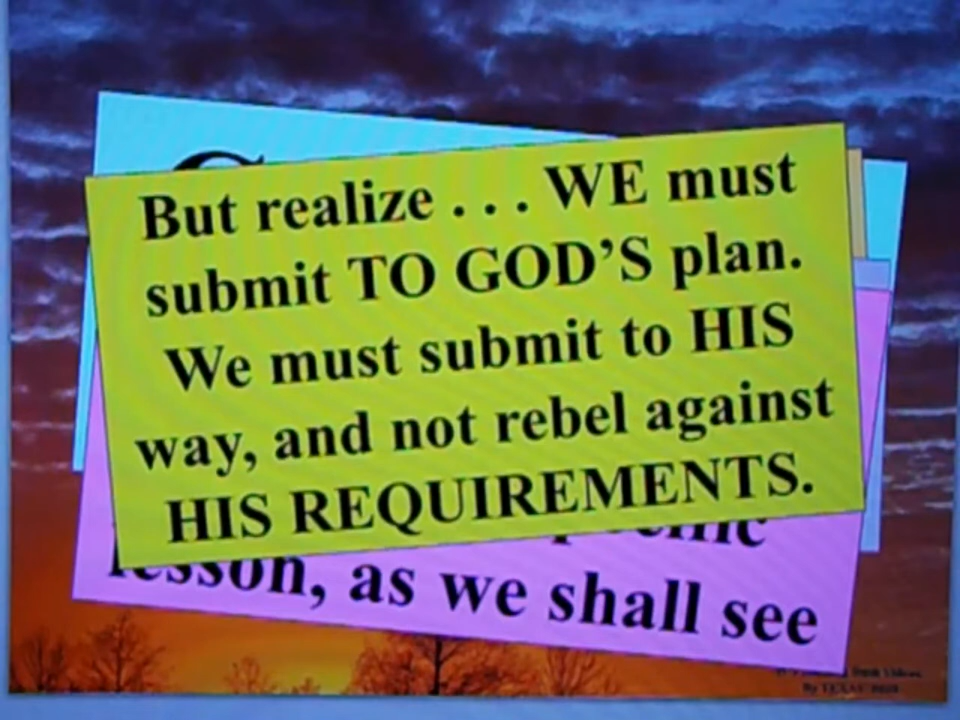 But realize . . . WE must
submit TO GOD'S plan.
We must submit to HIS
way, and not rebel against
HIS REQUIREMENTS.
lesson, as we shall see